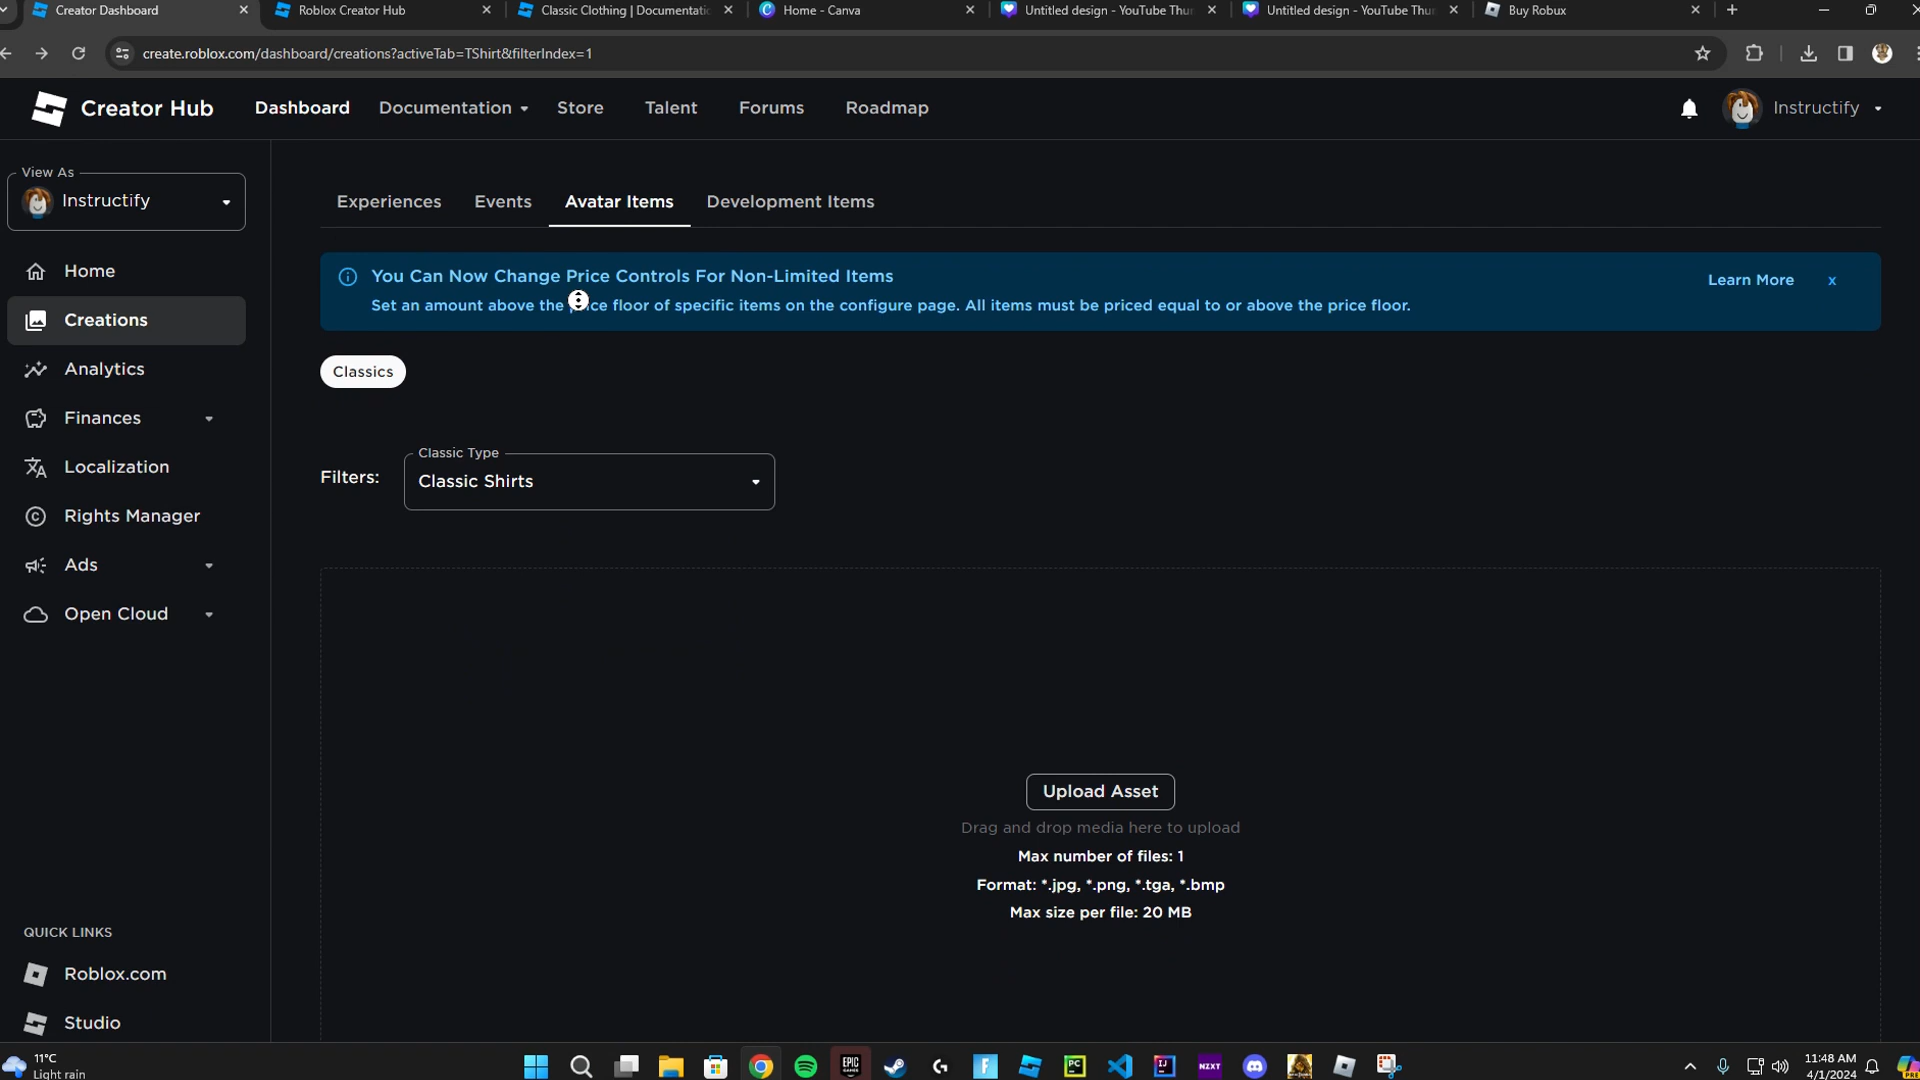 Creator Dashboard
Roblox Creator Hub
Classic Clothing | Documentatic
Home - Canva
Untitled design - YouTube Thu
Untitled design - YouTube Thu
Buy Robux
create.roblox.com/dashboard/creations?activeTab=TShirt&filterIndex=1
Creator Hub
Dashboard
Documentation
Store
Talent
Forums
Roadmap
Instructify
View As
Instructify
Home
Creations
Analytics
Finances
Localization
Rights Manager
Ads
Open Cloud
QUICK LINKS
Roblox.com
Studio
Experiences
Events
Avatar Items
Development Items
You Can Now Change Price Controls For Non-Limited Items
Set an amount above the price floor of specific items on the configure page. All items must be priced equal to or above the price floor.
Learn More
x
Classics
Filters:
Classic Type
Classic Shirts
Upload Asset
Drag and drop media here to upload
Max number of files: 1
Format: *.jpg, *.png, *.tga, *.bmp
Max size per file: 20 MB
11°C
Light rain
EPIC
GAMES
PC
IJ
NZXT
11:48 AM
4/1/2024
PRE